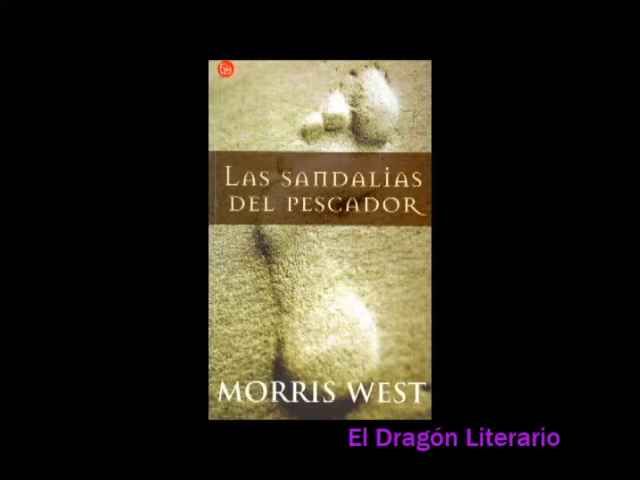 LAS SANDALIAS
DEL PESCADOR
MORRIS WEST
El Dragón Literario